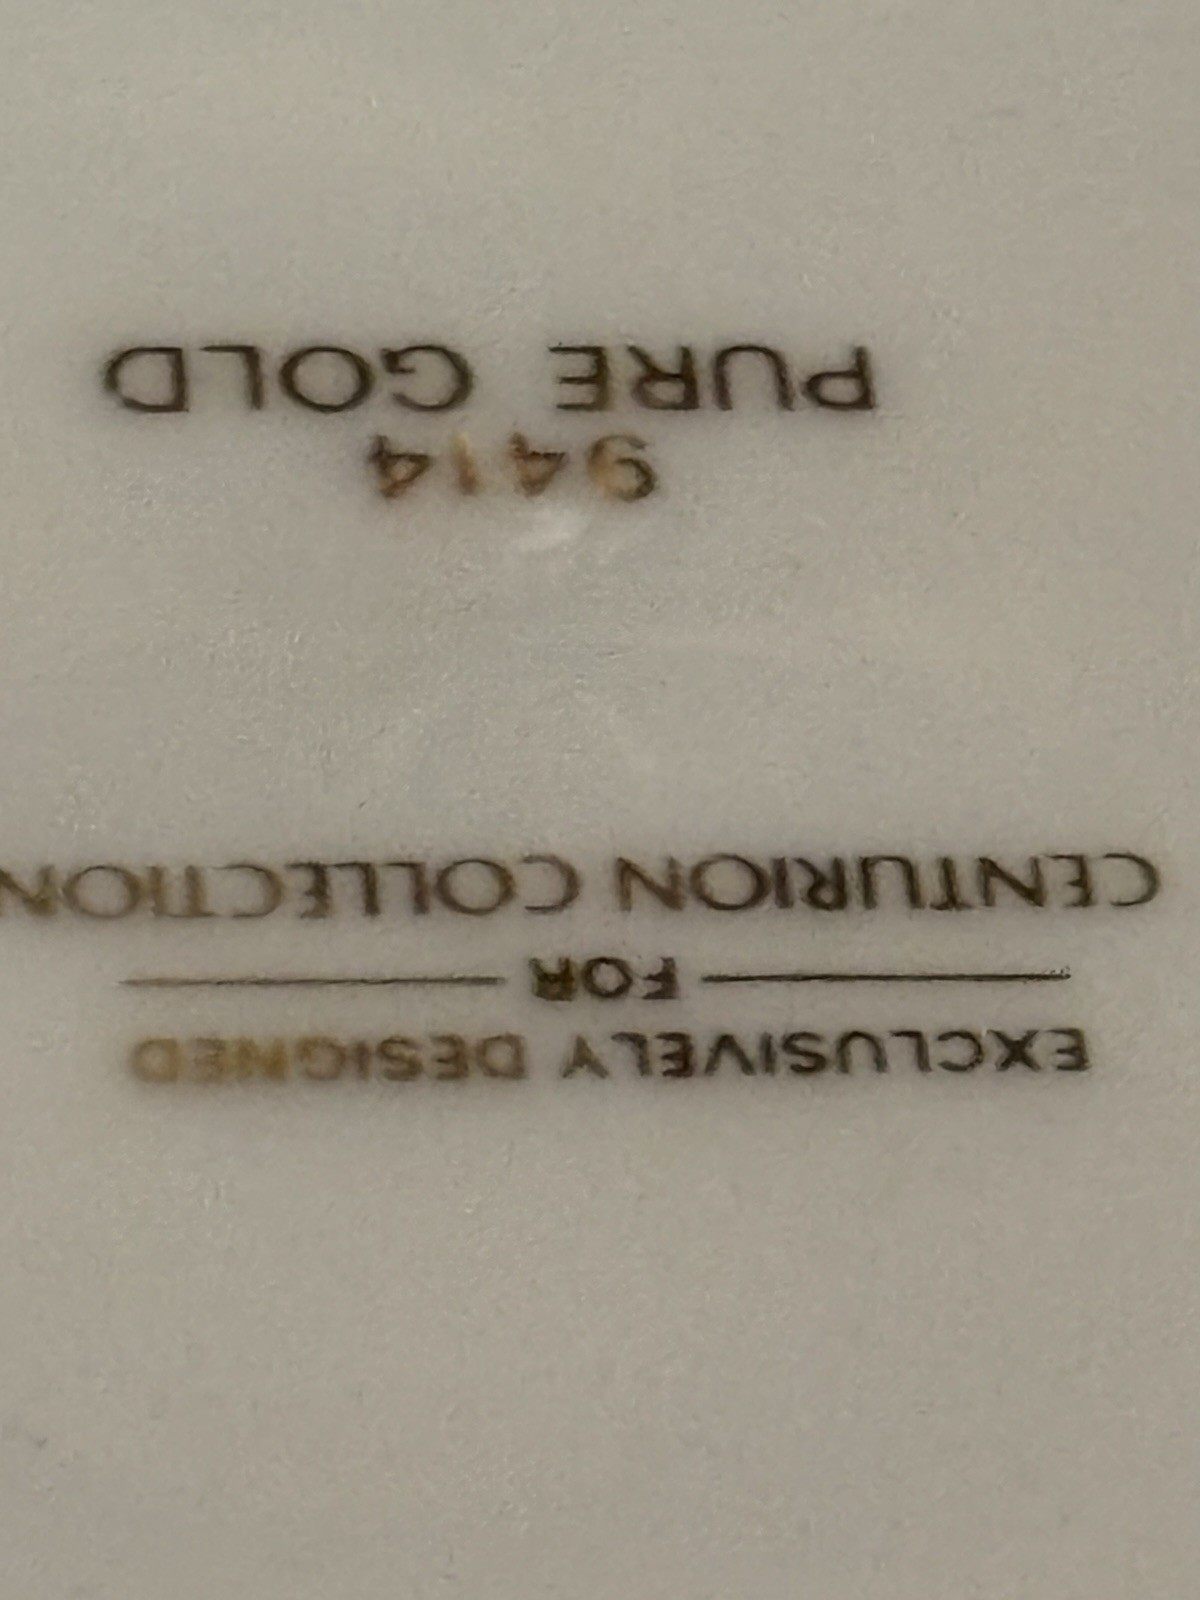 EXCLUSIVELY DESIGNED
FOR
CENTURION COLLECTION
9414
PURE GOLD